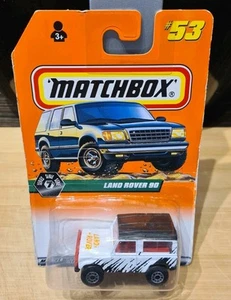 #53
3+
MATCHBOX®
LAND ROVER 90